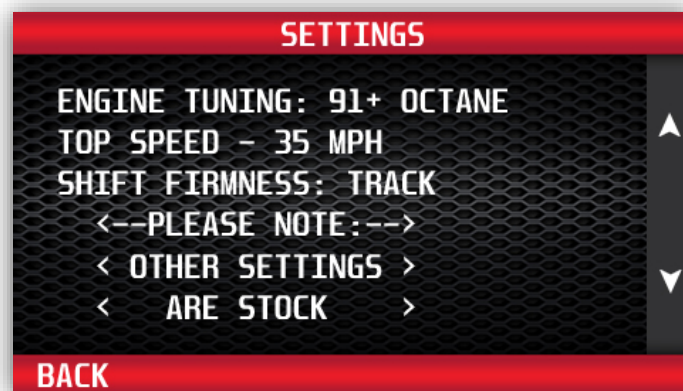 SETTINGS
ENGINE TUNING: 91+ OCTANE
TOP SPEED – 35 MPH
SHIFT FIRMNESS: TRACK
<--PLEASE NOTE:-->
< OTHER SETTINGS >
< ARE STOCK >
BACK